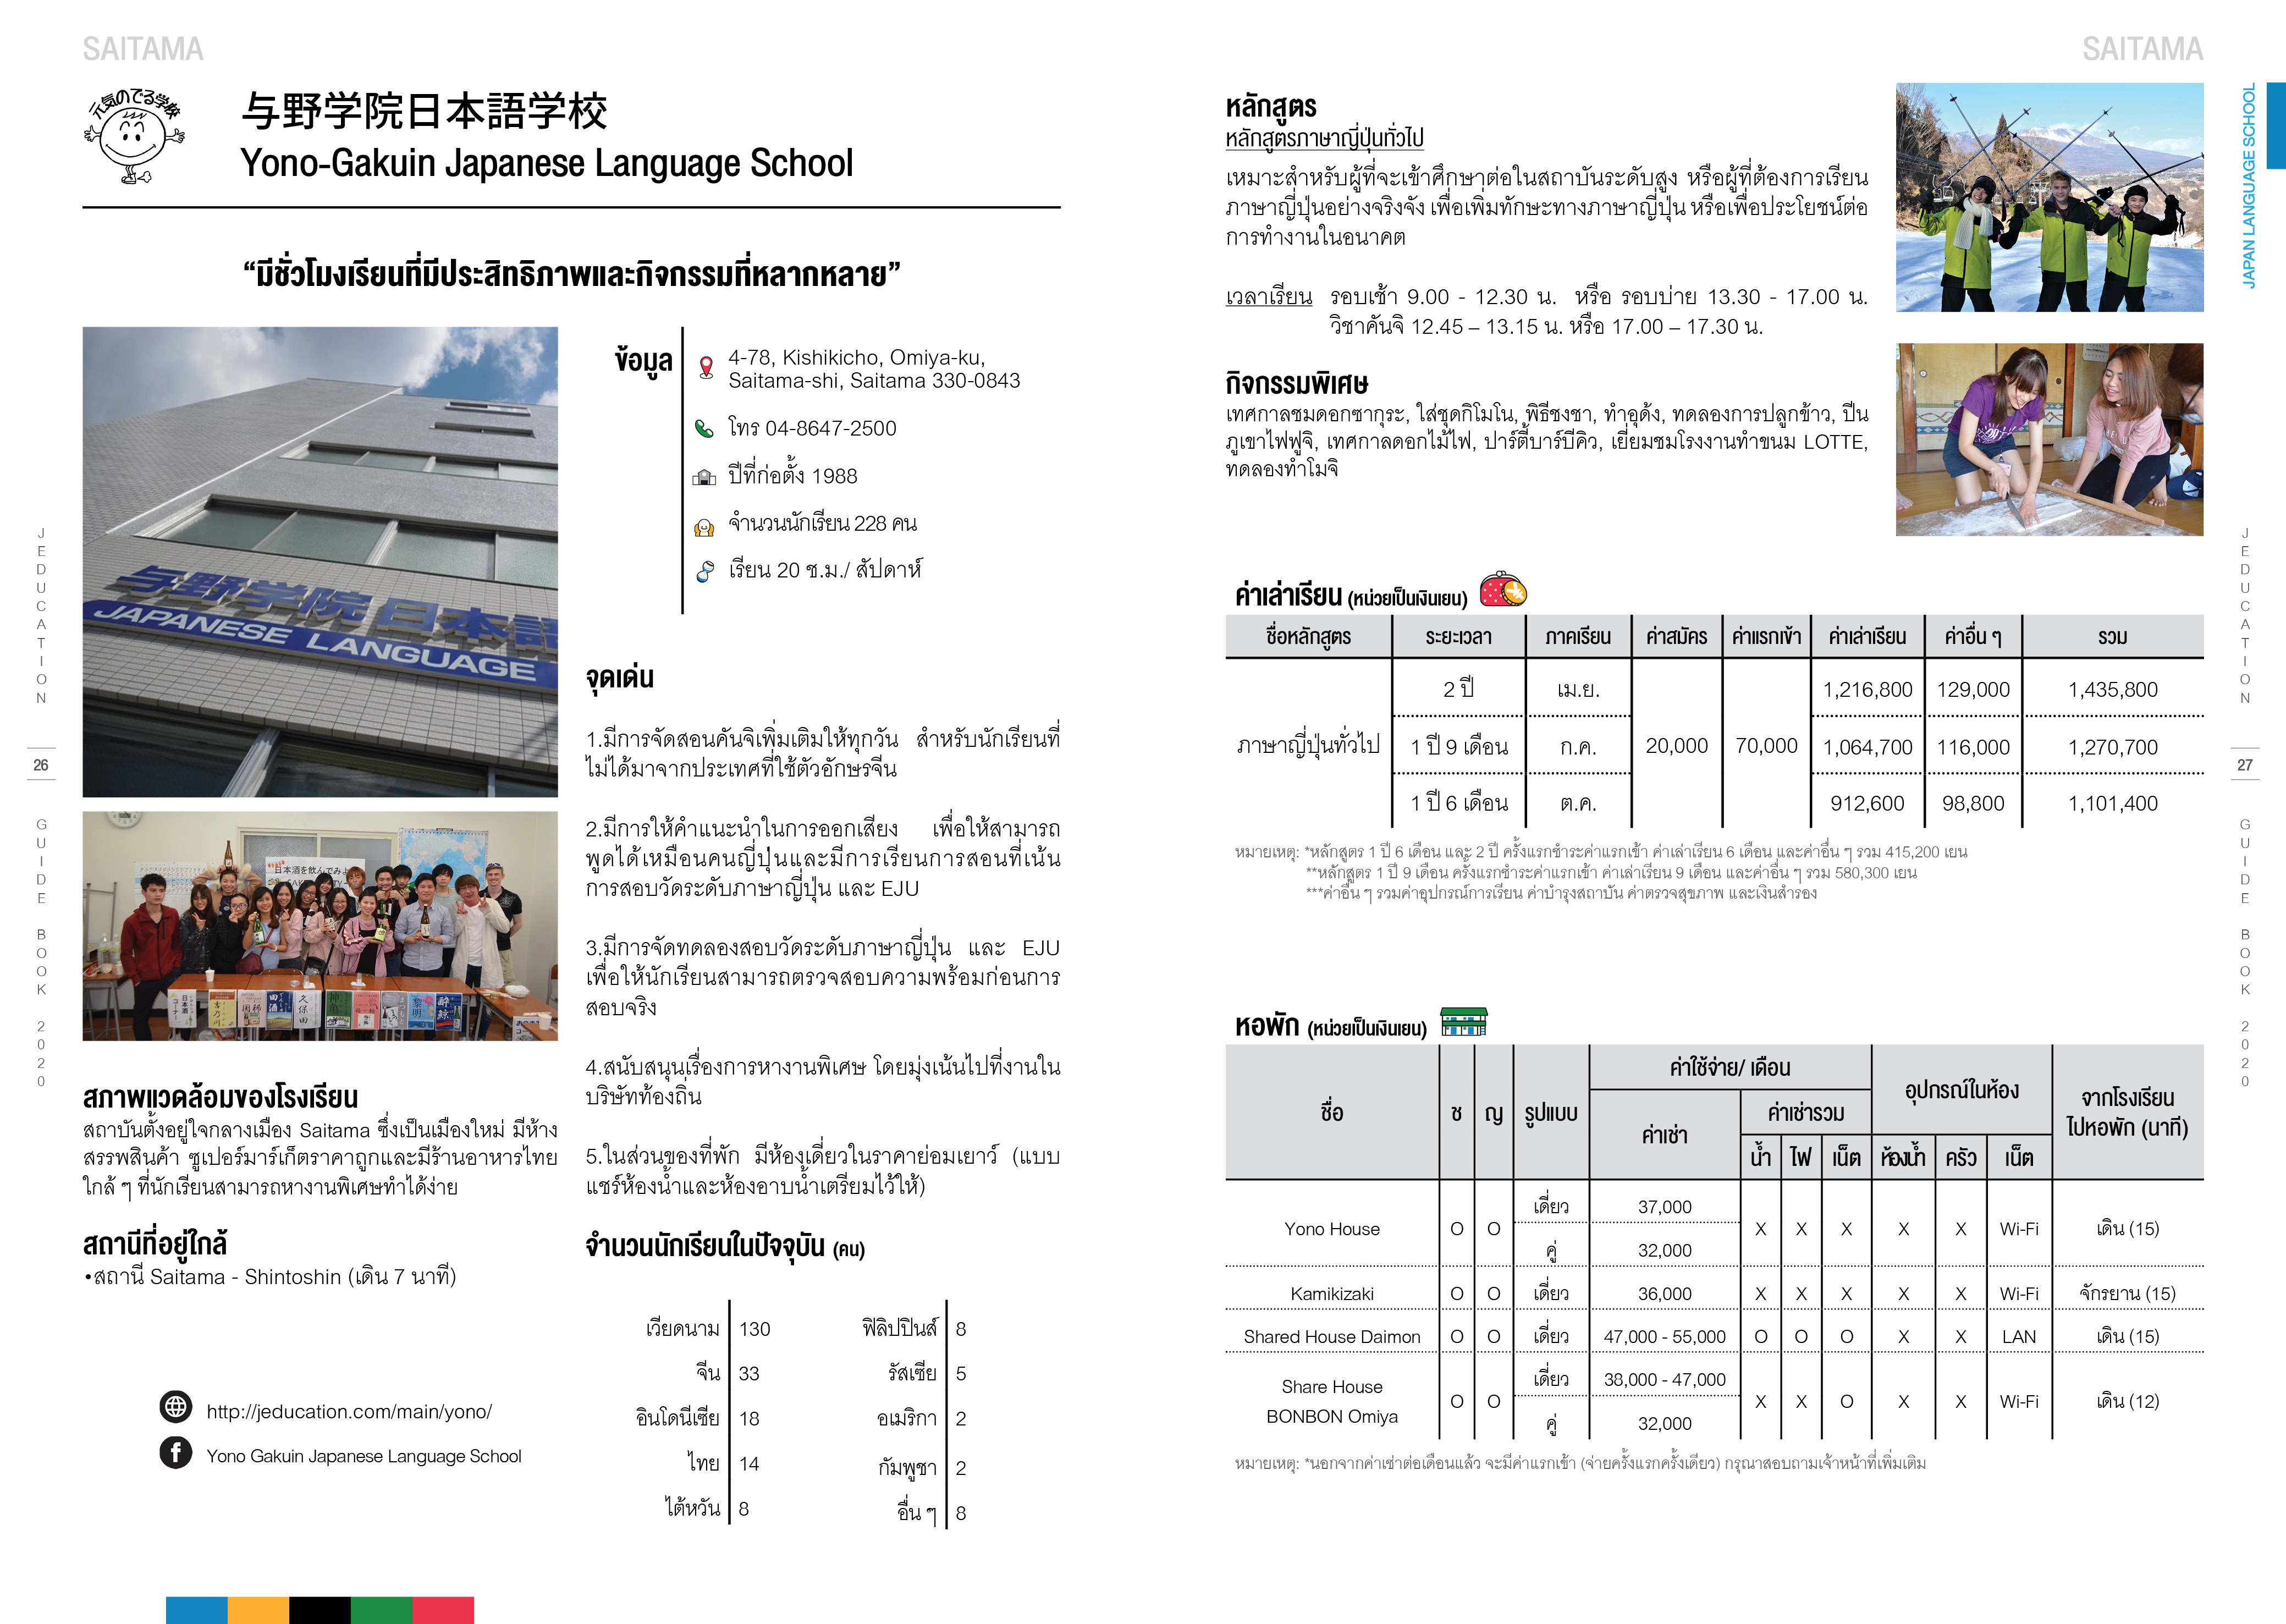 SAITAMA
元気のでる学校
与野学院日本語学校
Yono-Gakuin Japanese Language School
“มีชั่วโมงเรียนที่มีประสิทธิภาพและกิจกรรมที่หลากหลาย”
与野学院日本語
JAPANESE LANGUAGE
ข้อมูล
4-78, Kishikicho, Omiya-ku,
Saitama-shi, Saitama 330-0843
โทร 04-8647-2500
ปีที่ก่อตั้ง 1988
จำนวนนักเรียน 228 คน
เรียน 20 ช.ม./ สัปดาห์
จุดเด่น
1.มีการจัดสอนคันจิเพิ่มเติมให้ทุกวัน สำหรับนักเรียนที่
ไม่ได้มาจากประเทศที่ใช้ตัวอักษรจีน
2.มีการให้คำแนะนำในการออกเสียง เพื่อให้สามารถ
พูดได้เหมือนคนญี่ปุ่นและมีการเรียนการสอนที่เน้น
การสอบวัดระดับภาษาญี่ปุ่น และ EJU
3.มีการจัดทดลองสอบวัดระดับภาษาญี่ปุ่น และ EJU
เพื่อให้นักเรียนสามารถตรวจสอบความพร้อมก่อนการ
สอบจริง
4.สนับสนุนเรื่องการหางานพิเศษ โดยมุ่งเน้นไปที่งานใน
บริษัทท้องถิ่น
5.ในส่วนของที่พัก มีห้องเดี่ยวในราคาย่อมเยาว์ (แบบ
แชร์ห้องน้ำและห้องอาบน้ำเตรียมไว้ให้)
สภาพแวดล้อมของโรงเรียน
สถาบันตั้งอยู่ใจกลางเมือง Saitama ซึ่งเป็นเมืองใหม่ มีห้าง
สรรพสินค้า ซูเปอร์มาร์เก็ตราคาถูกและมีร้านอาหารไทย
ใกล้ ๆ ที่นักเรียนสามารถหางานพิเศษทำได้ง่าย
สถานีที่อยู่ใกล้
•สถานี Saitama - Shintoshin (เดิน 7 นาที)
http://jeducation.com/main/yono/
Yono Gakuin Japanese Language School
จำนวนนักเรียนในปัจจุบัน (คน)
เวียดนาม 130 ฟิลิปปินส์ 8
จีน 33 รัสเซีย 5
อินโดนีเซีย 18 อเมริกา 2
ไทย 14 กัมพูชา 2
ไต้หวัน 8 อื่น ๆ 8
JEDUCATION
26
GUIDE BOOK 2020
SAITAMA
JAPAN LANGUAGE SCHOOL
หลักสูตร
หลักสูตรภาษาญี่ปุ่นทั่วไป
เหมาะสำหรับผู้ที่จะเข้าศึกษาต่อในสถาบันระดับสูง หรือผู้ที่ต้องการเรียน
ภาษาญี่ปุ่นอย่างจริงจัง เพื่อเพิ่มทักษะทางภาษาญี่ปุ่น หรือเพื่อประโยชน์ต่อ
การทำงานในอนาคต
เวลาเรียน รอบเช้า 9.00 - 12.30 น. หรือ รอบบ่าย 13.30 - 17.00 น.
วิชาคันจิ 12.45 – 13.15 น. หรือ 17.00 – 17.30 น.
กิจกรรมพิเศษ
เทศกาลชมดอกซากุระ, ใส่ชุดกิโมโน, พิธีชงชา, ทำอุด้ง, ทดลองการปลูกข้าว, ปีน
ภูเขาไฟฟูจิ, เทศกาลดอกไม้ไฟ, ปาร์ตี้บาร์บีคิว, เยี่ยมชมโรงงานทำขนม LOTTE,
ทดลองทำโมจิ
ค่าเล่าเรียน (หน่วยเป็นเงินเยน)
ชื่อหลักสูตร ระยะเวลา ภาคเรียน ค่าสมัคร ค่าแรกเข้า ค่าเล่าเรียน ค่าอื่น ๆ รวม
2 ปี เม.ย. 1,216,800 129,000 1,435,800
ภาษาญี่ปุ่นทั่วไป 1 ปี 9 เดือน ก.ค. 20,000 70,000 1,064,700 116,000 1,270,700
1 ปี 6 เดือน ต.ค. 912,600 98,800 1,101,400
หมายเหตุ: *หลักสูตร 1 ปี 6 เดือน และ 2 ปี ครั้งแรกชำระค่าแรกเข้า ค่าเล่าเรียน 6 เดือน และค่าอื่น ๆ รวม 415,200 เยน
**หลักสูตร 1 ปี 9 เดือน ครั้งแรกชำระค่าแรกเข้า ค่าเล่าเรียน 9 เดือน และค่าอื่น ๆ รวม 580,300 เยน
***ค่าอื่น ๆ รวมค่าอุปกรณ์การเรียน ค่าบำรุงสถาบัน ค่าตรวจสุขภาพ และเงินสำรอง
หอพัก (หน่วยเป็นเงินเยน)
ชื่อ ช ญ รูปแบบ ค่าใช้จ่าย/ เดือน อุปกรณ์ในห้อง จากโรงเรียน
ไปหอพัก (นาที)
ค่าเช่า ค่าเช่ารวม
น้ำ ไฟ เน็ต ห้องน้ำ ครัว เน็ต
Yono House O O เดี่ยว 37,000 X X X X X Wi-Fi เดิน (15)
คู่ 32,000
Kamikizaki O O เดี่ยว 36,000 X X X X X Wi-Fi จักรยาน (15)
Shared House Daimon O O เดี่ยว 47,000 - 55,000 O O O X X LAN เดิน (15)
Share House
BONBON Omiya O O เดี่ยว 38,000 - 47,000 X X O X X Wi-Fi เดิน (12)
คู่ 32,000
หมายเหตุ: *นอกจากค่าเช่าต่อเดือนแล้ว จะมีค่าแรกเข้า (จ่ายครั้งแรกครั้งเดียว) กรุณาสอบถามเจ้าหน้าที่เพิ่มเติม
JEDUCATION
27
GUIDE BOOK 2020